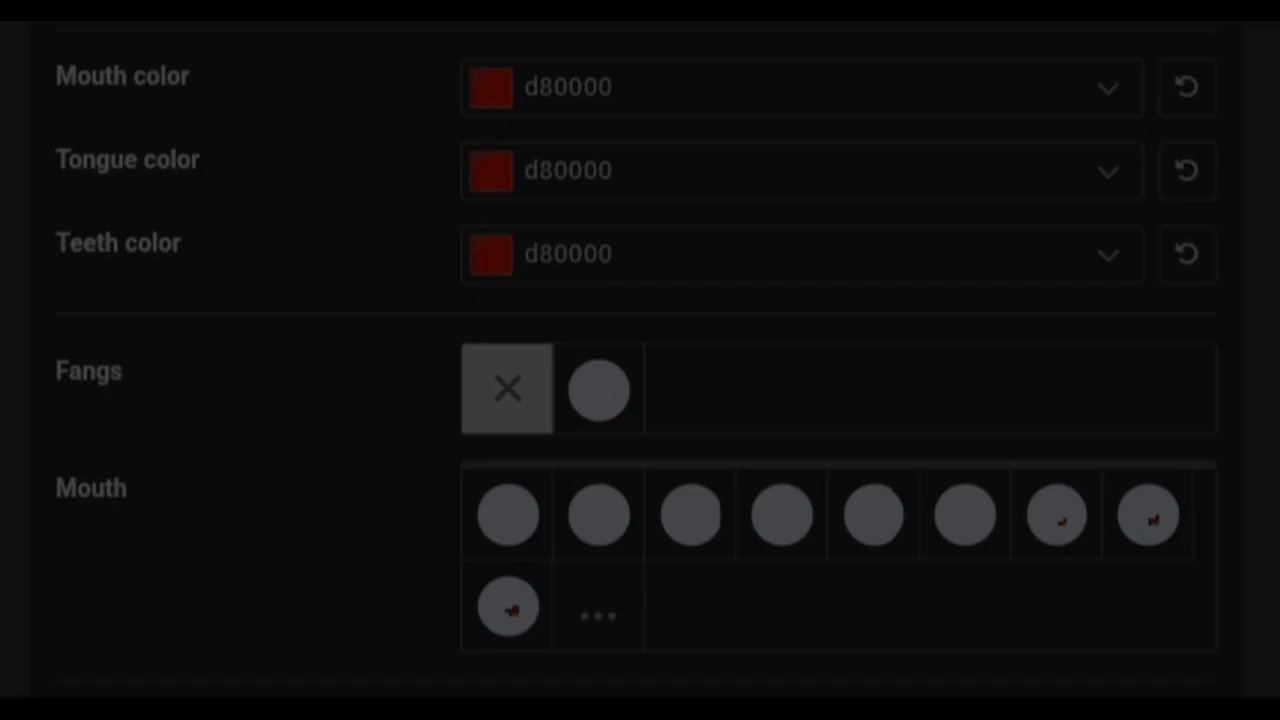 Mouth color
d80000
Tongue color
d80000
Teeth color
d80000
Fangs
Mouth
...